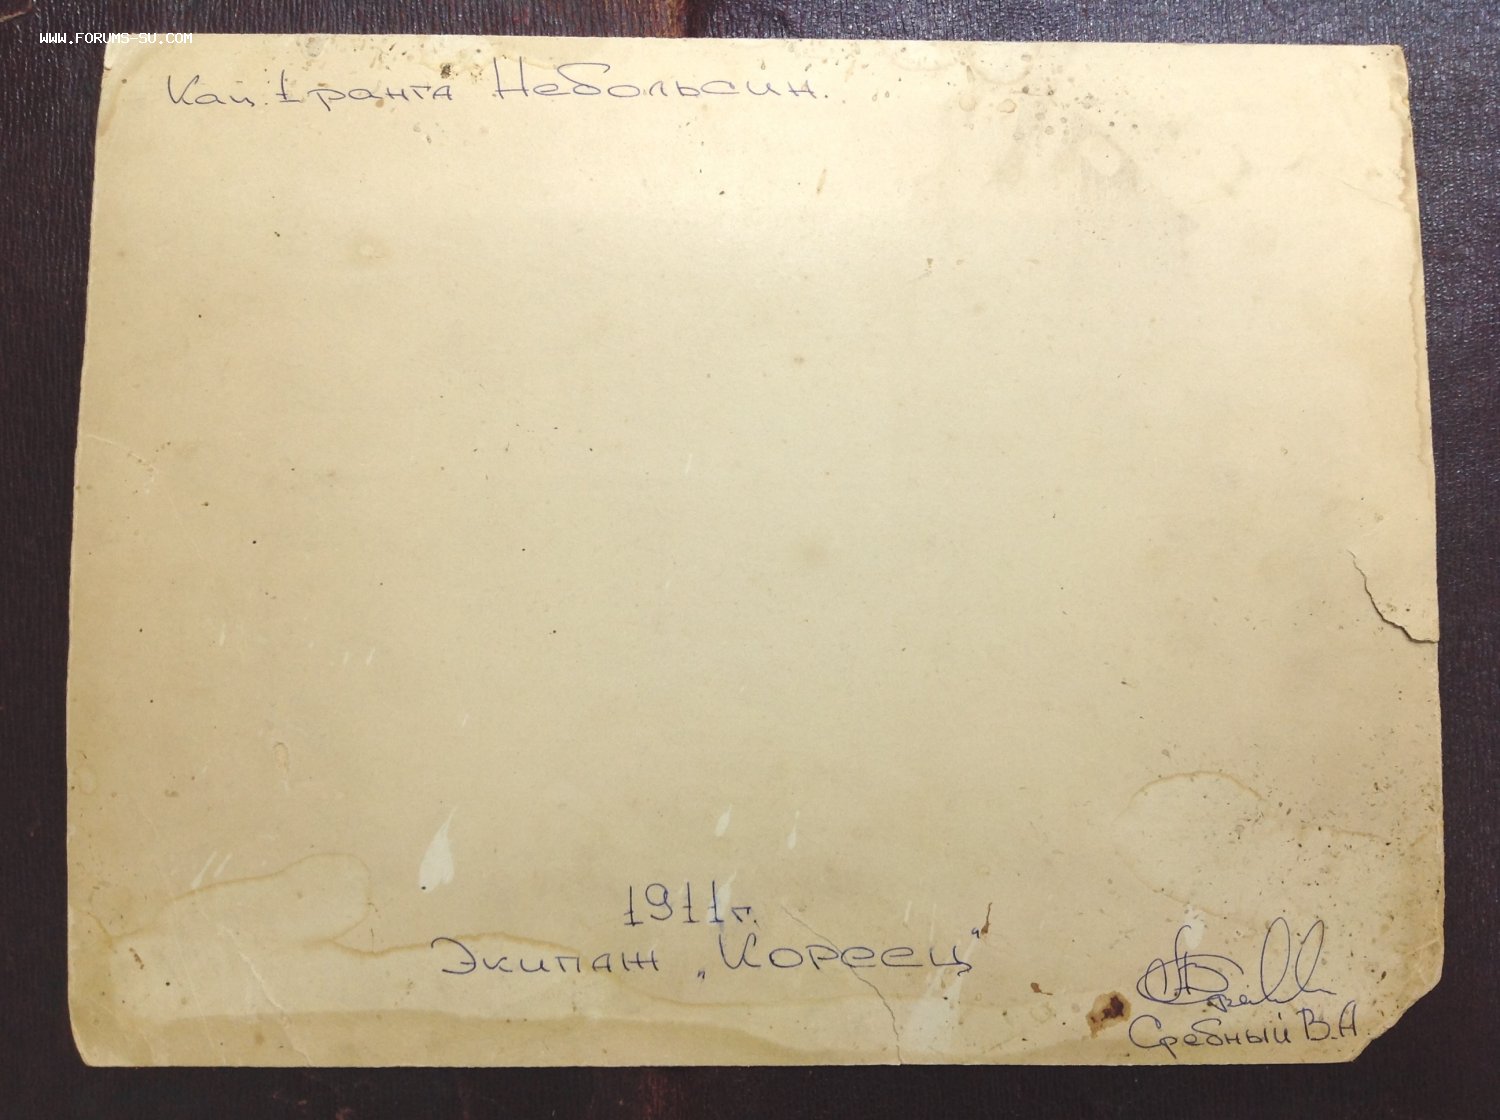 WWW.FORUMS-SU.COM
Кап. 1 ранга Небольсин.
1911г.
Экипаж „Кореец"
Сребный В.А